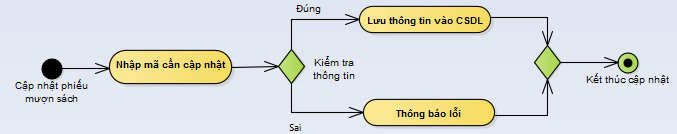 Đúng
Lưu thông tin vào CSDL
Nhập mã cần cập nhật
Kiểm tra
thông tin
Cập nhật phiếu
mượn sách
Kết thúc cập nhật
Thông báo lỗi
Sai